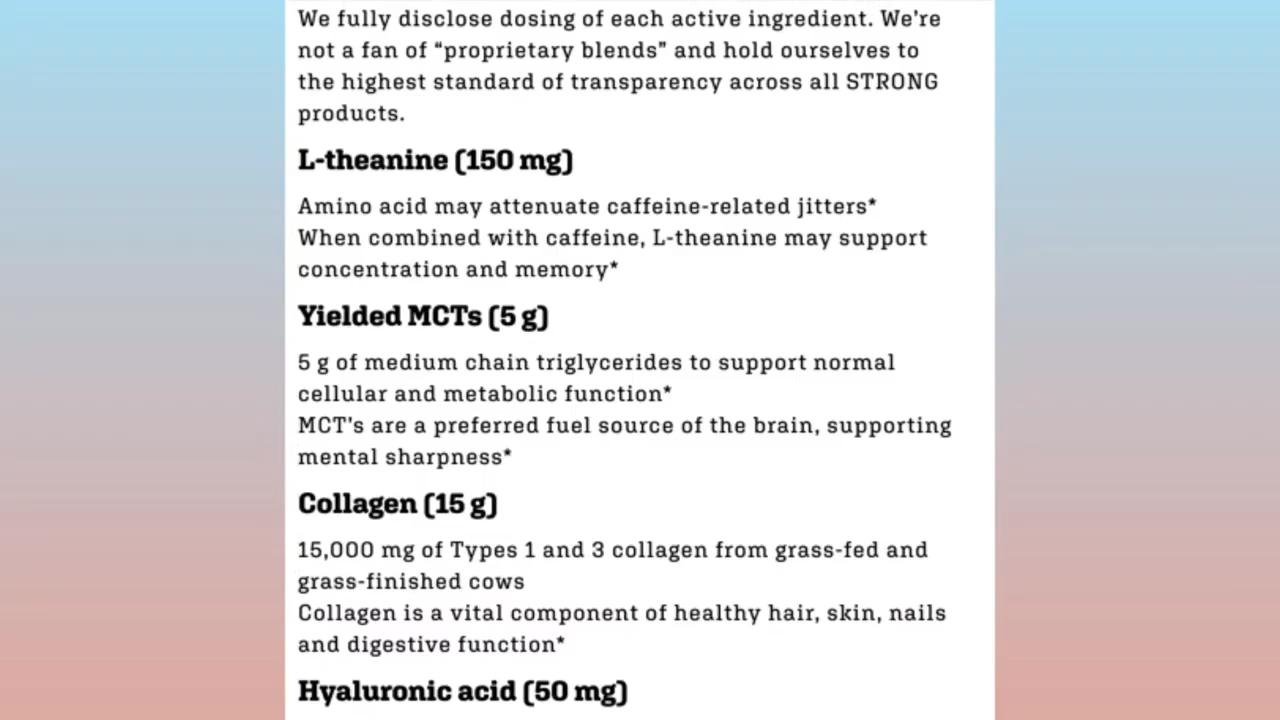 We fully disclose dosing of each active ingredient. We’re
not a fan of “proprietary blends” and hold ourselves to
the highest standard of transparency across all STRONG
products.
L-theanine (150 mg)
Amino acid may attenuate caffeine-related jitters*
When combined with caffeine, L-theanine may support
concentration and memory*
Yielded MCTs (5 g)
5 g of medium chain triglycerides to support normal
cellular and metabolic function*
MCT’s are a preferred fuel source of the brain, supporting
mental sharpness*
Collagen (15 g)
15,000 mg of Types 1 and 3 collagen from grass-fed and
grass-finished cows
Collagen is a vital component of healthy hair, skin, nails
and digestive function*
Hyaluronic acid (50 mg)